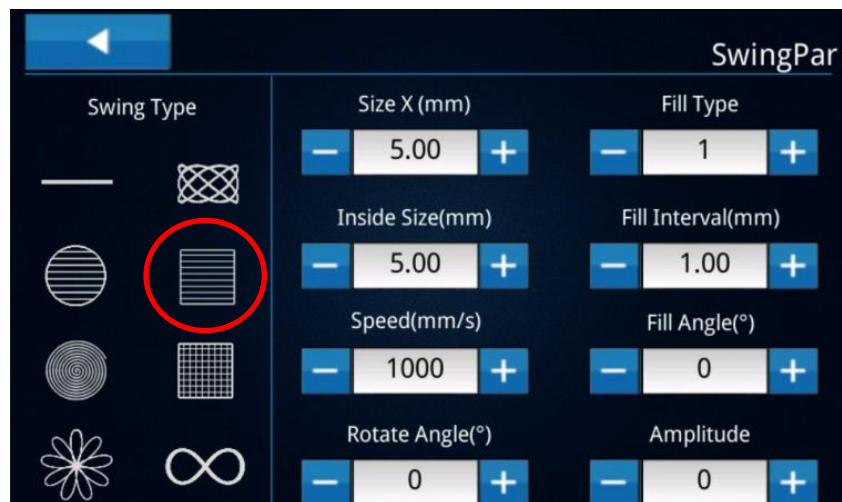 SwingPar
Swing Type
Size X (mm)
Fill Type
5.00
1
Inside Size(mm)
Fill Interval(mm)
5.00
1.00
Speed(mm/s)
Fill Angle(°)
1000
0
Rotate Angle(°)
Amplitude
0
0